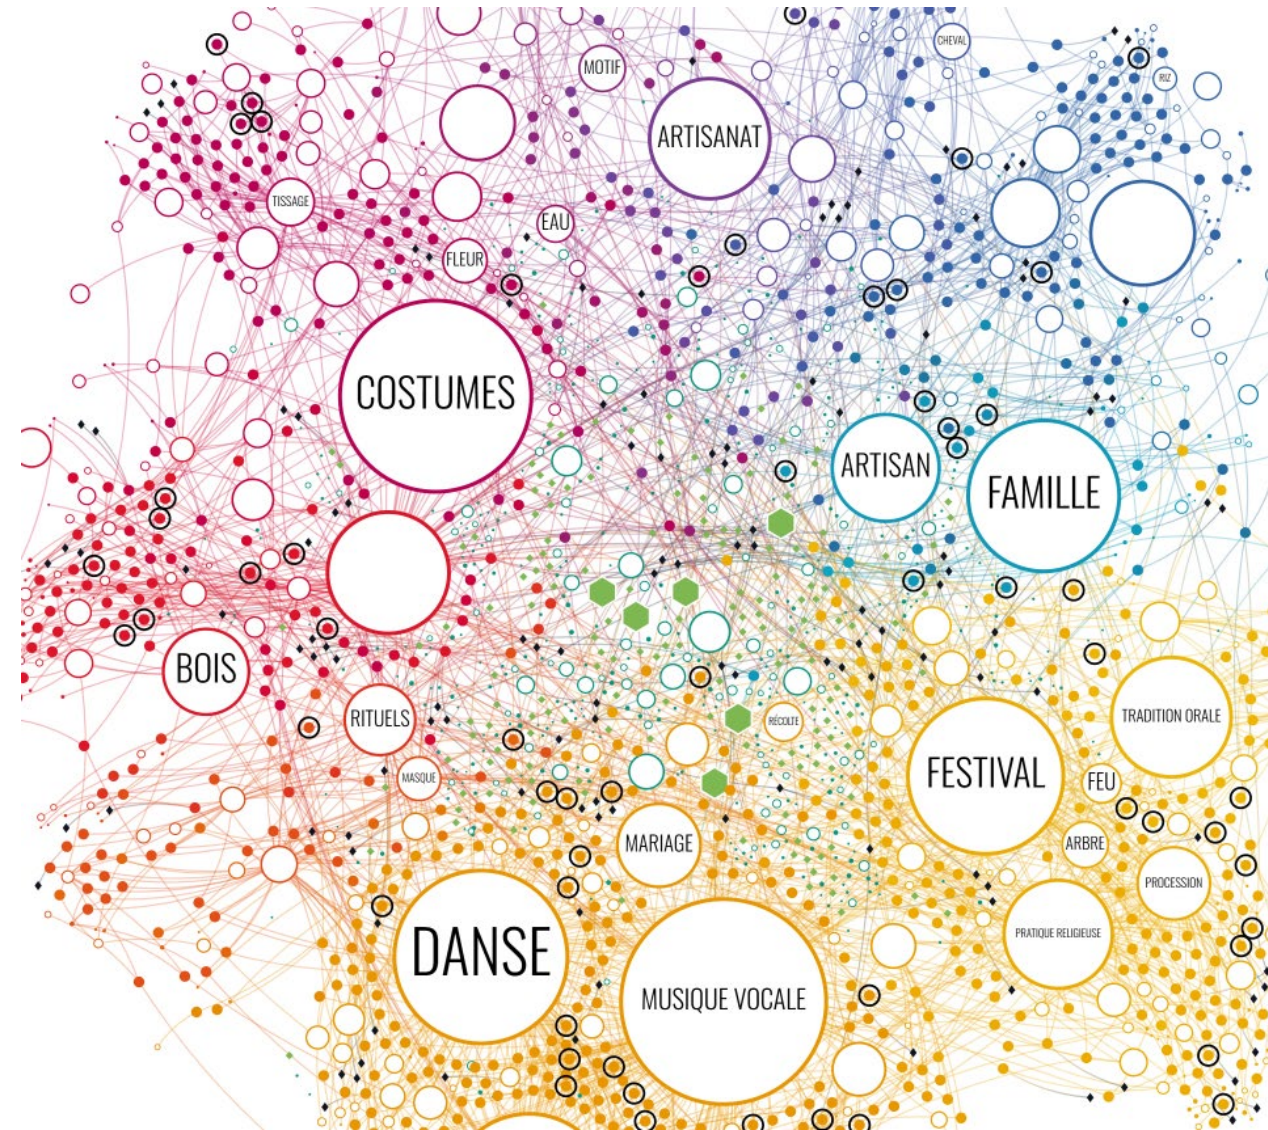 CHEVAL
MOTIF
RIZ
ARTISANAT
TISSAGE
EAU
FLEUR
COSTUMES
ARTISAN
FAMILLE
BOIS
RITUELS
RÉCOLTE
TRADITION ORALE
MASQUE
FESTIVAL
FEU
MARIAGE
ARBRE
PROCESSION
DANSE
PRATIQUE RELIGIEUSE
MUSIQUE VOCALE